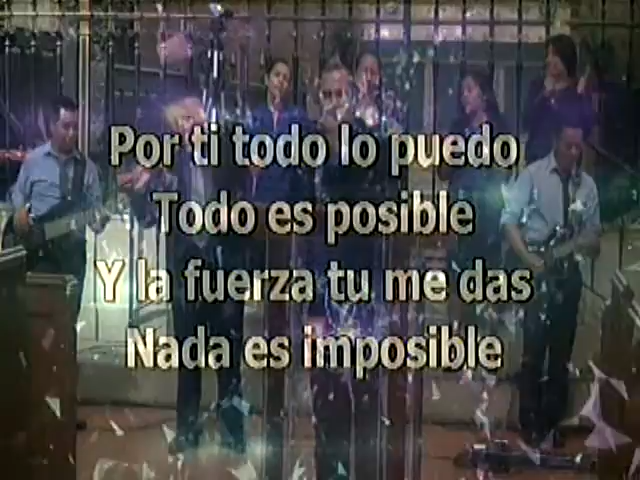 Por ti todo lo puedo
Todo es posible
Y la fuerza tu me das
Nada es imposible